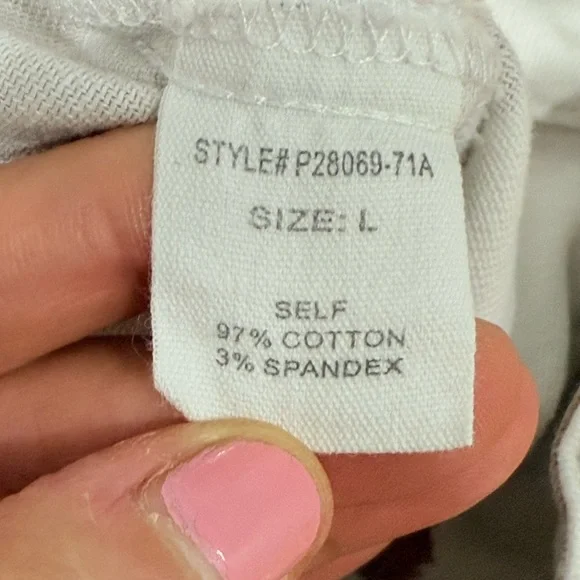 STYLE# P28069-71A
SIZE: L
SELF
97% COTTON
3% SPANDEX